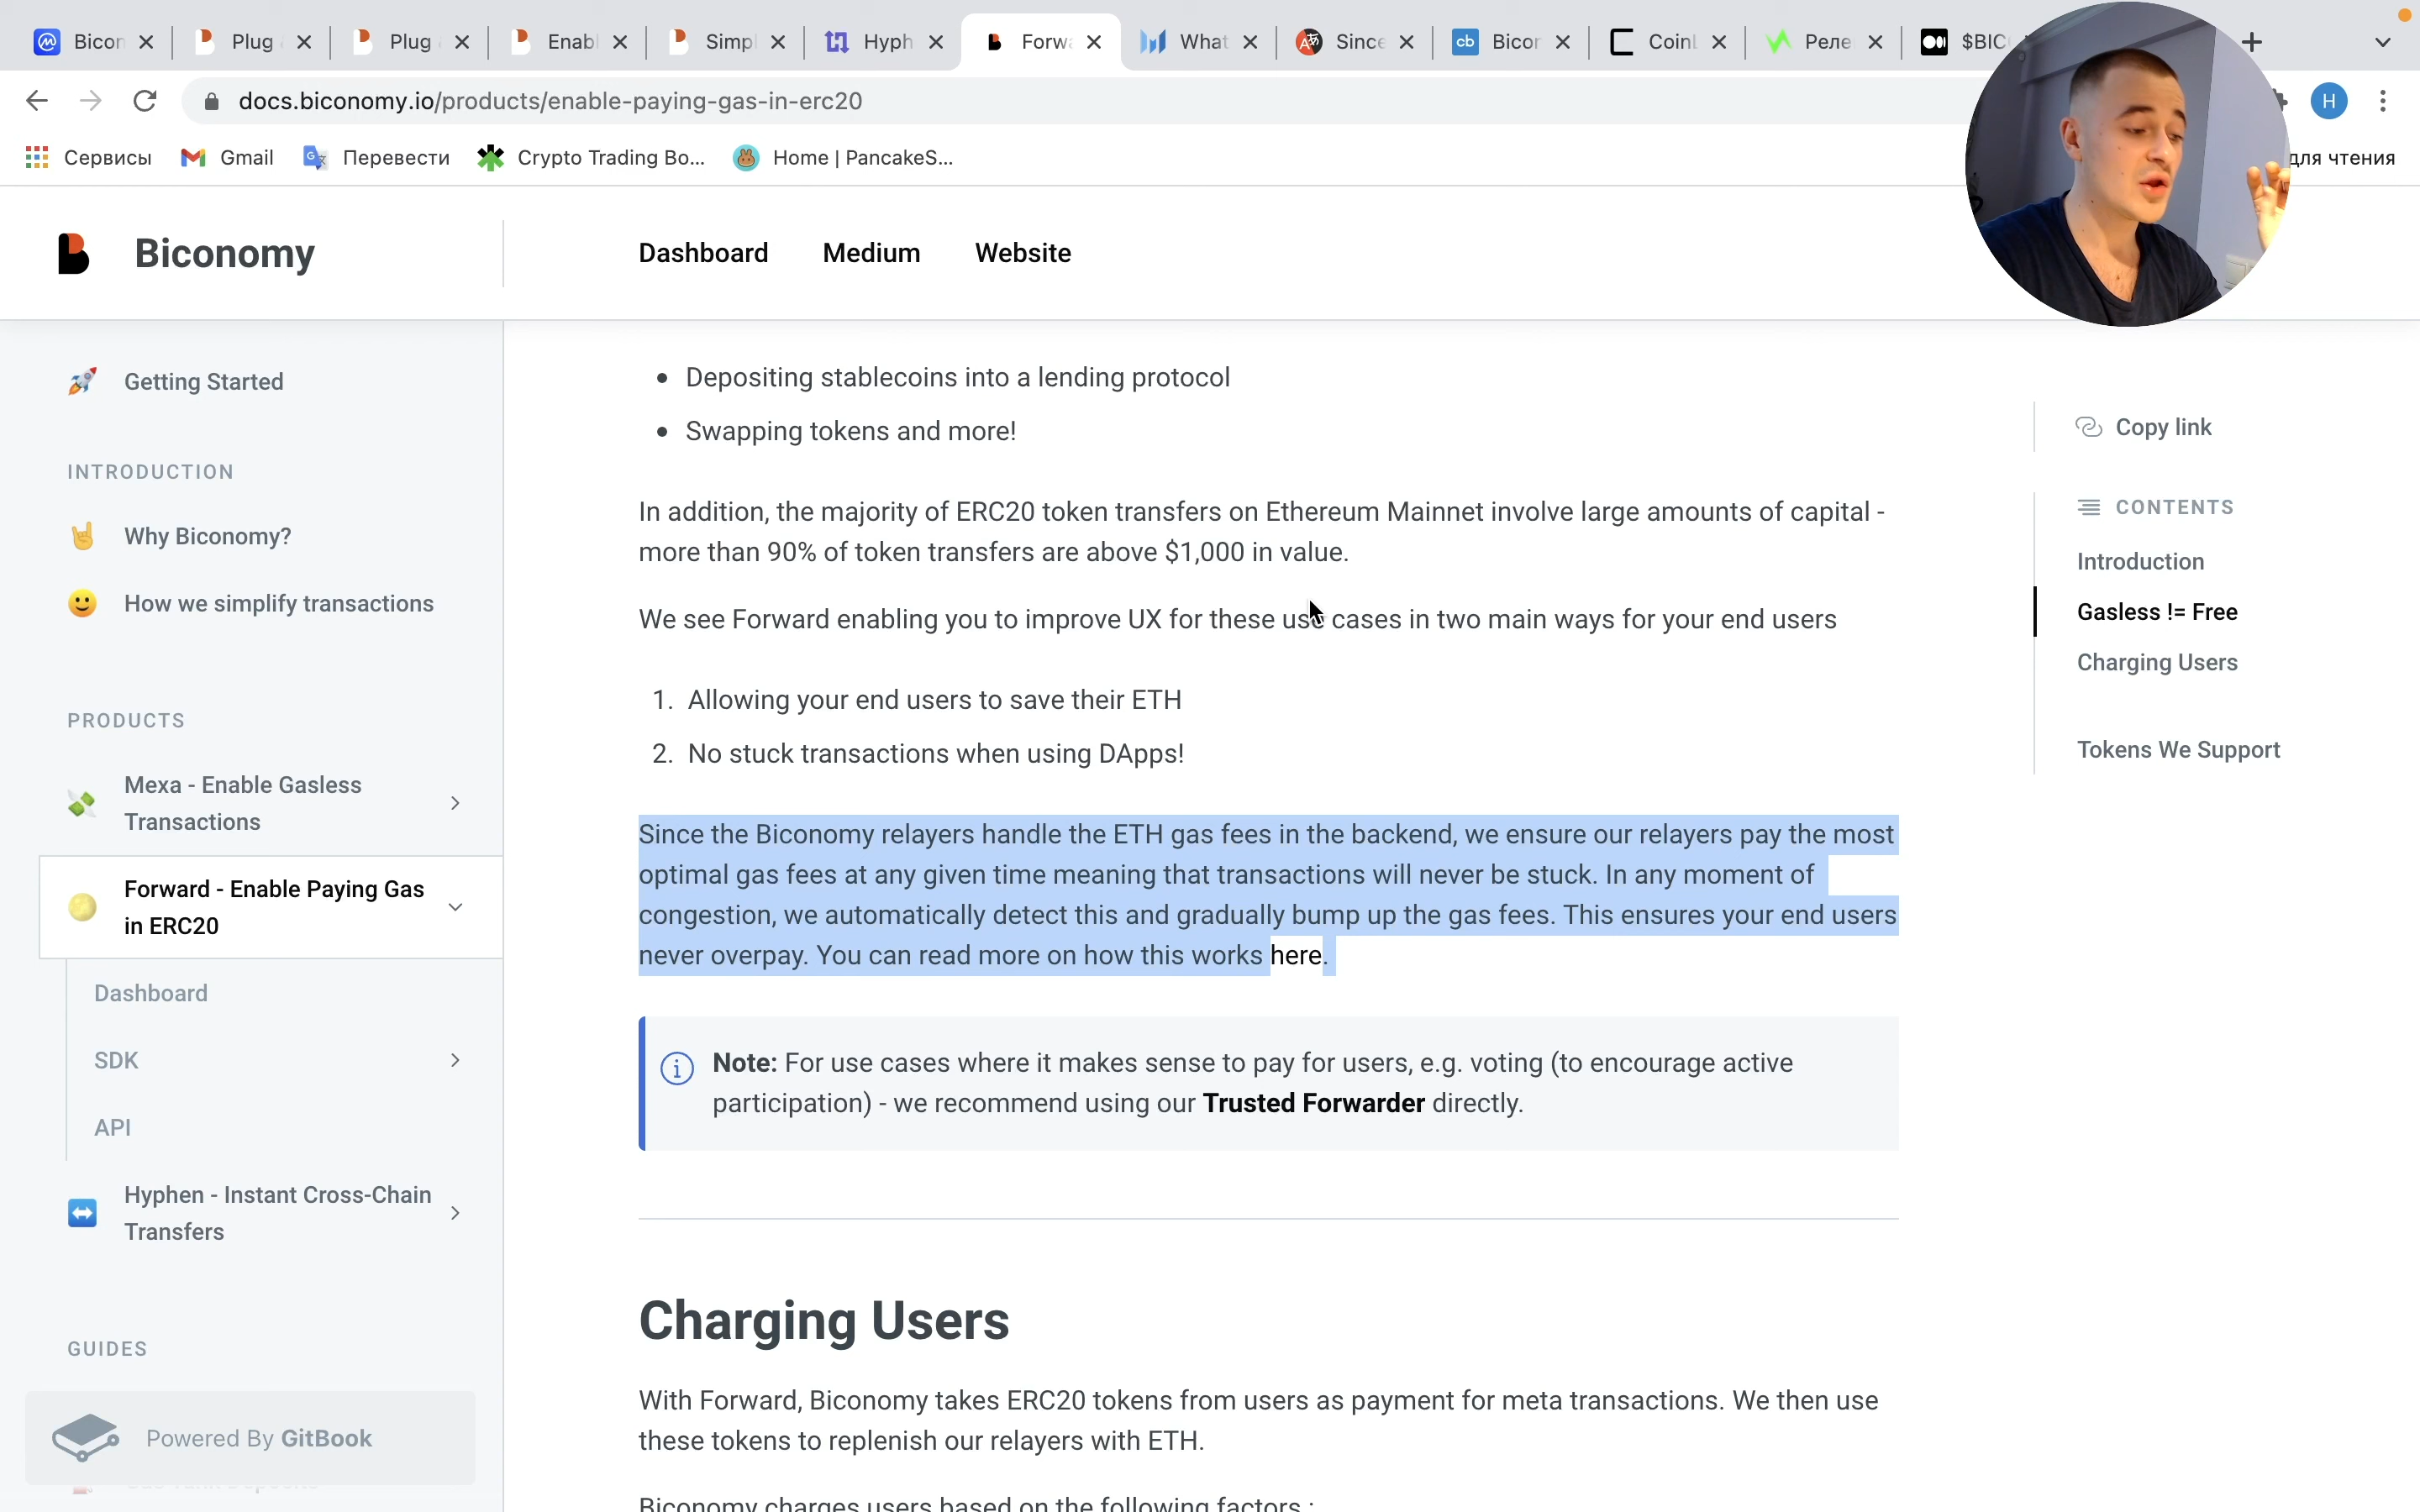 Bicon
Plug
Plug
Enab
Simp
Hyph
Forw
What
Since
Bicor
Coin
Реле
$BIC
docs.biconomy.io/products/enable-paying-gas-in-erc20
H
Сервисы
Gmail
Перевести
Crypto Trading Bo...
Home | PancakeS...
для чтения
Biconomy
Dashboard
Medium
Website
Getting Started
INTRODUCTION
Why Biconomy?
How we simplify transactions
PRODUCTS
Mexa - Enable Gasless
Transactions
Forward - Enable Paying Gas
in ERC20
Dashboard
SDK
API
Hyphen - Instant Cross-Chain
Transfers
GUIDES
Powered By GitBook
• Depositing stablecoins into a lending protocol
• Swapping tokens and more!
In addition, the majority of ERC20 token transfers on Ethereum Mainnet involve large amounts of capital -
more than 90% of token transfers are above $1,000 in value.
We see Forward enabling you to improve UX for these use cases in two main ways for your end users
1. Allowing your end users to save their ETH
2. No stuck transactions when using DApps!
Since the Biconomy relayers handle the ETH gas fees in the backend, we ensure our relayers pay the most
optimal gas fees at any given time meaning that transactions will never be stuck. In any moment of
congestion, we automatically detect this and gradually bump up the gas fees. This ensures your end users
never overpay. You can read more on how this works here.
Note: For use cases where it makes sense to pay for users, e.g. voting (to encourage active
participation) - we recommend using our Trusted Forwarder directly.
Charging Users
With Forward, Biconomy takes ERC20 tokens from users as payment for meta transactions. We then use
these tokens to replenish our relayers with ETH.
Biconomy charges users based on the following factors :
Copy link
CONTENTS
Introduction
Gasless != Free
Charging Users
Tokens We Support